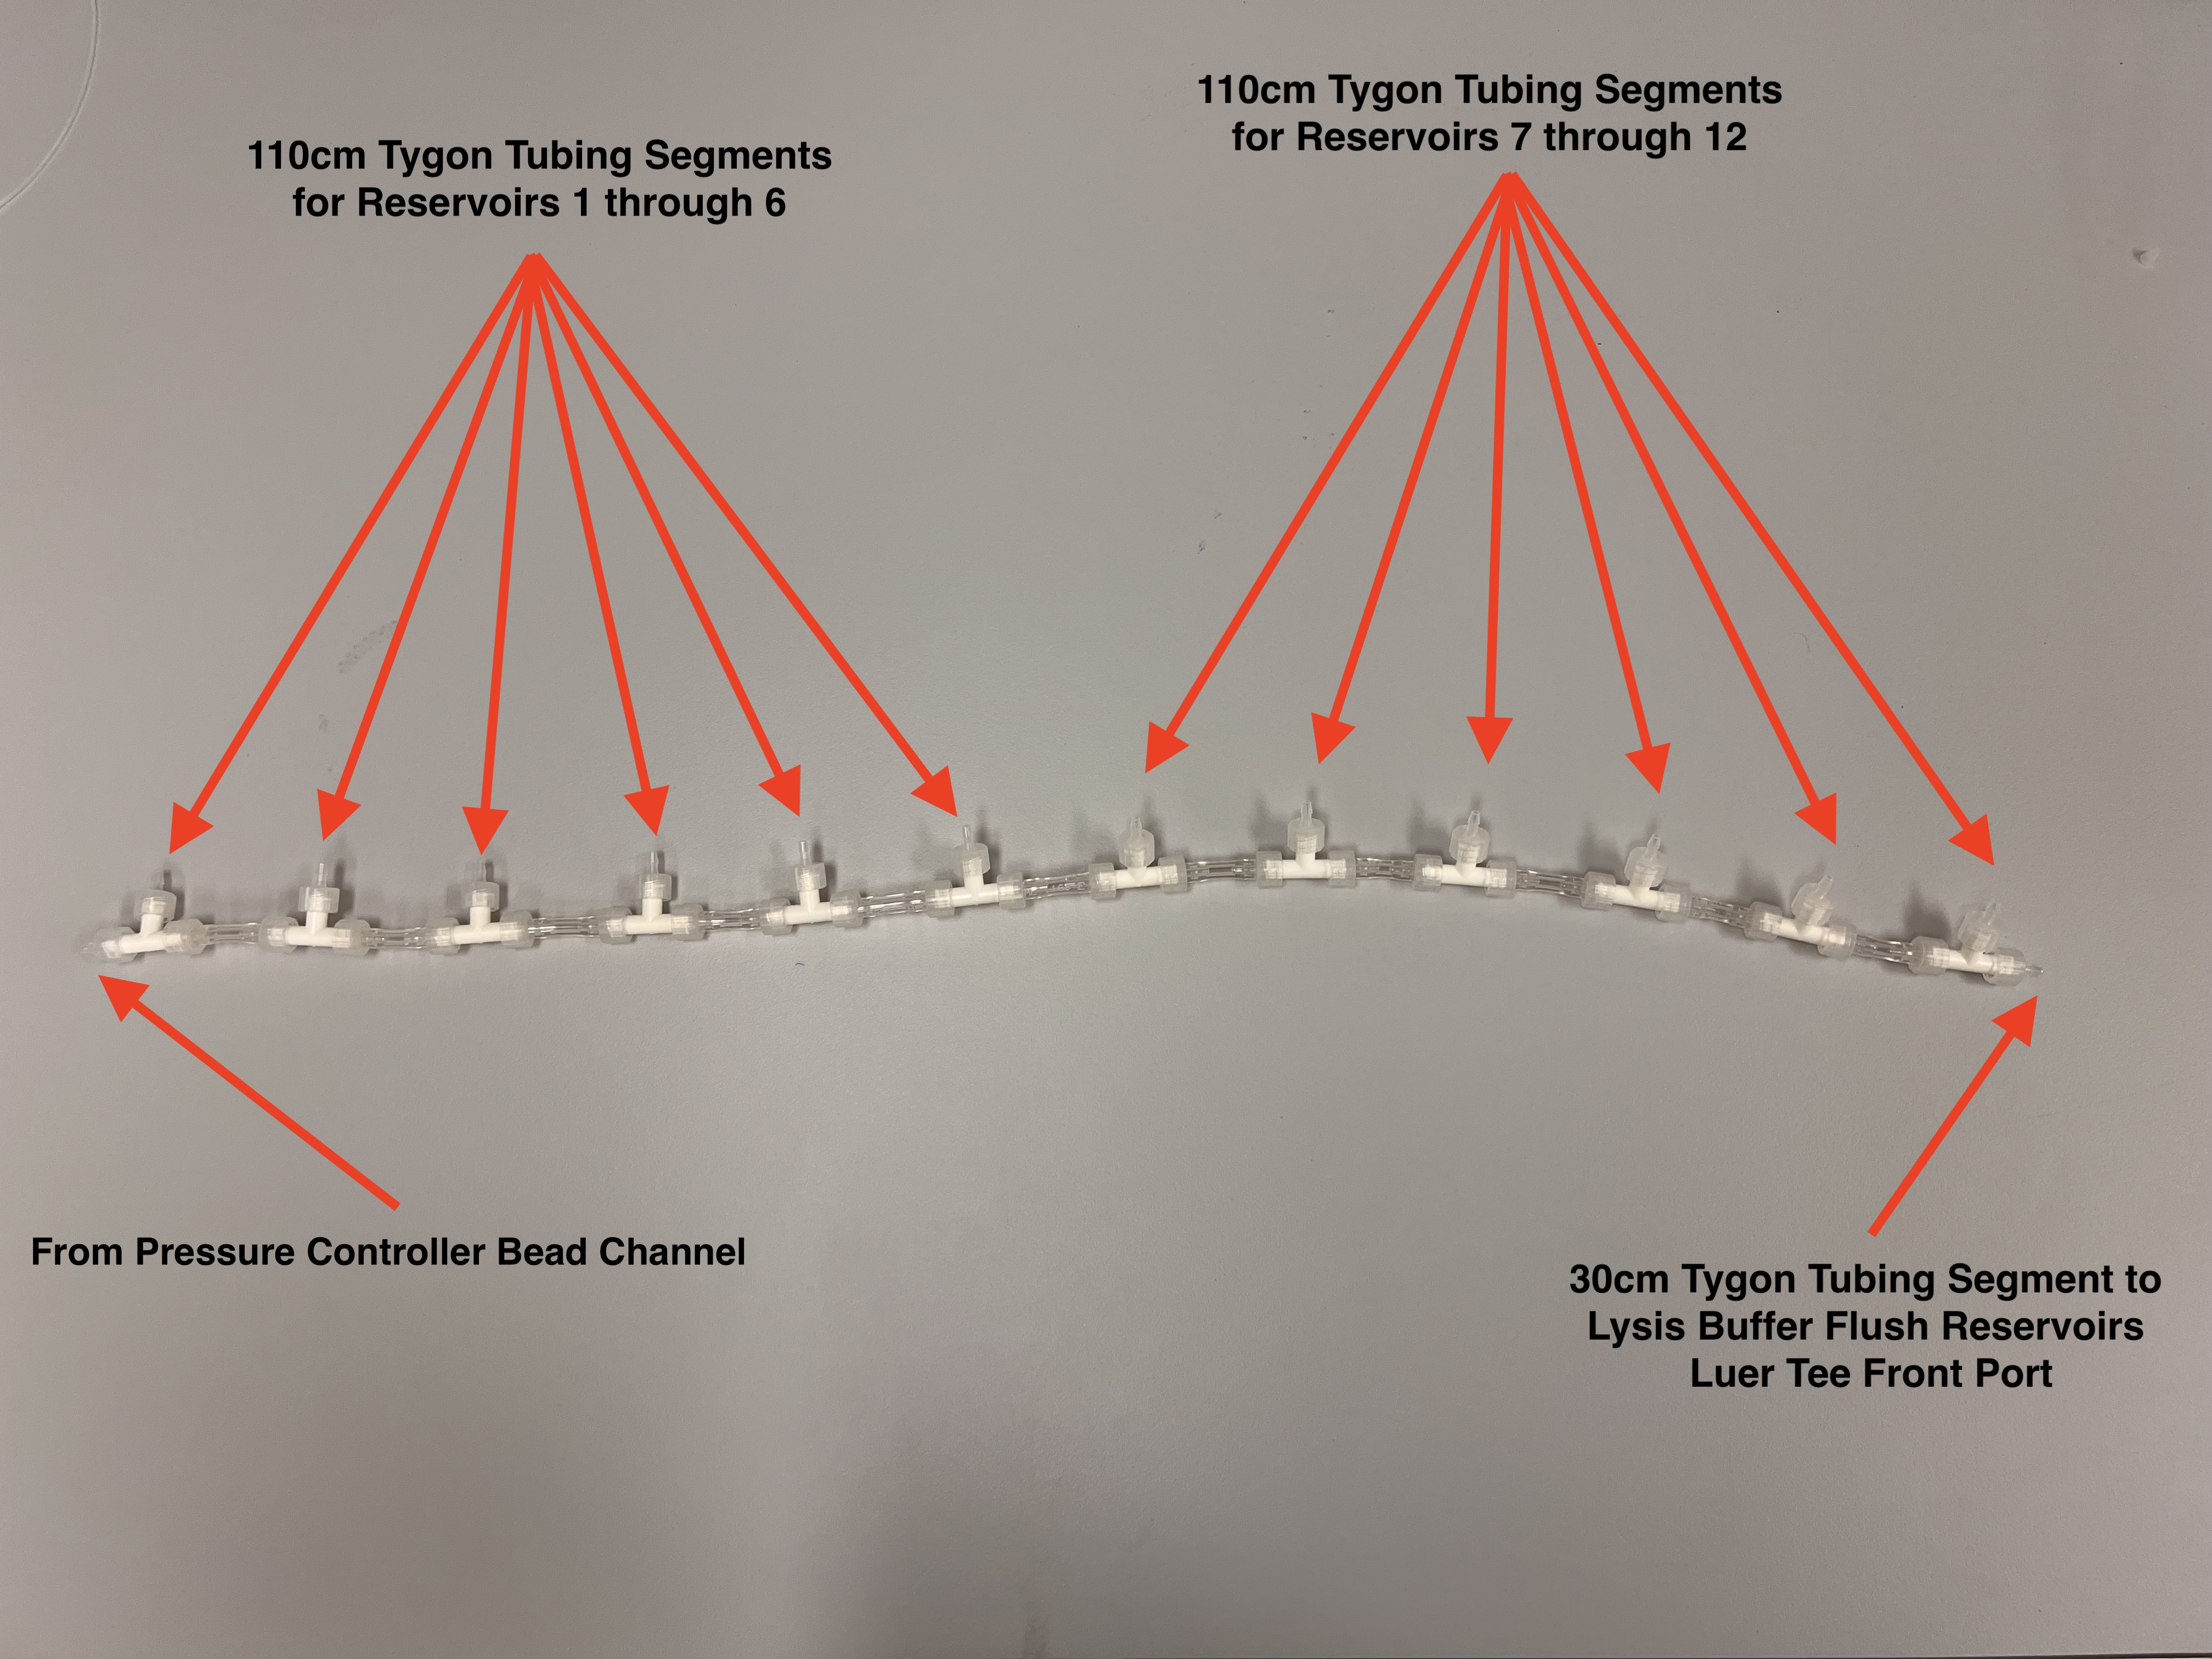 110cm Tygon Tubing Segments
for Reservoirs 1 through 6
110cm Tygon Tubing Segments
for Reservoirs 7 through 12
From Pressure Controller Bead Channel
30cm Tygon Tubing Segment to
Lysis Buffer Flush Reservoirs
Luer Tee Front Port